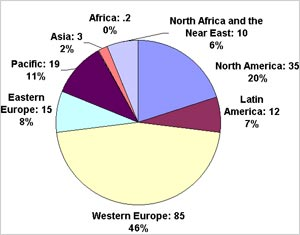 Africa: .2
0%
North Africa and the
Near East: 10
6%
North America: 35
20%
Latin
America: 12
7%
Western Europe: 85
46%
Eastern
Europe: 15
8%
Pacific: 19
11%
Asia: 3
2%